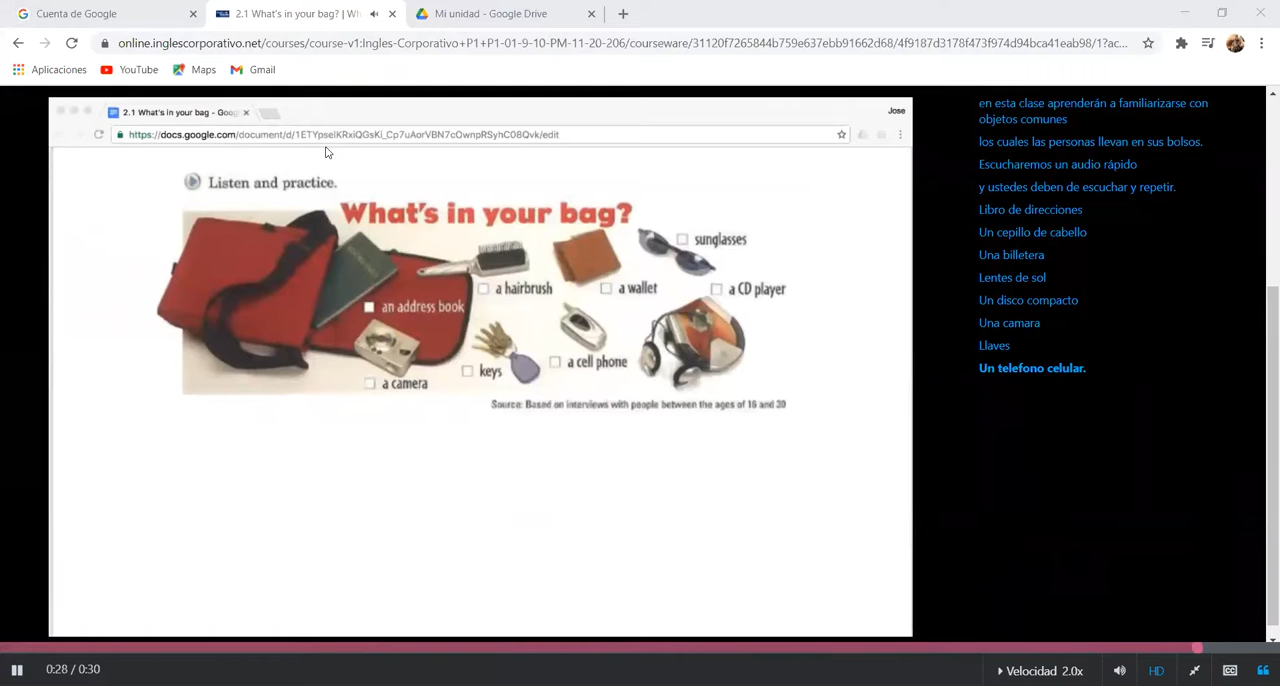 Cuenta de Google
2.1 What's in your bag? | Wh
Mi unidad - Google Drive
online.inglescorporativo.net/courses/course-v1:Ingles-Corporativo+P1+P1-01-9-10-PM-11-20-206/courseware/31120f7265844b759e637ebb91662d68/4f9187d3178f473f974d94bca41eab98/1?ac...
Aplicaciones
YouTube
Maps
Gmail
2.1 What's in your bag - Goog
Jose
https://docs.google.com/document/d/1ETYpseIKRxiQGsKi_Cp7uAorVBN7cOwnpRSyhC08Qvk/edit
Listen and practice.
What's in your bag?
sunglasses
a hairbrush
a wallet
a CD player
an address book
a cell phone
keys
a camera
Source: Based on interviews with people between the ages of 16 and 30
en esta clase aprenderán a familiarizarse con
objetos comunes
los cuales las personas llevan en sus bolsos.
Escucharemos un audio rápido
y ustedes deben de escuchar y repetir.
Libro de direcciones
Un cepillo de cabello
Una billetera
Lentes de sol
Un disco compacto
Una camara
Llaves
Un telefono celular.
0:28 / 0:30
Velocidad 2.0x
HD
CC